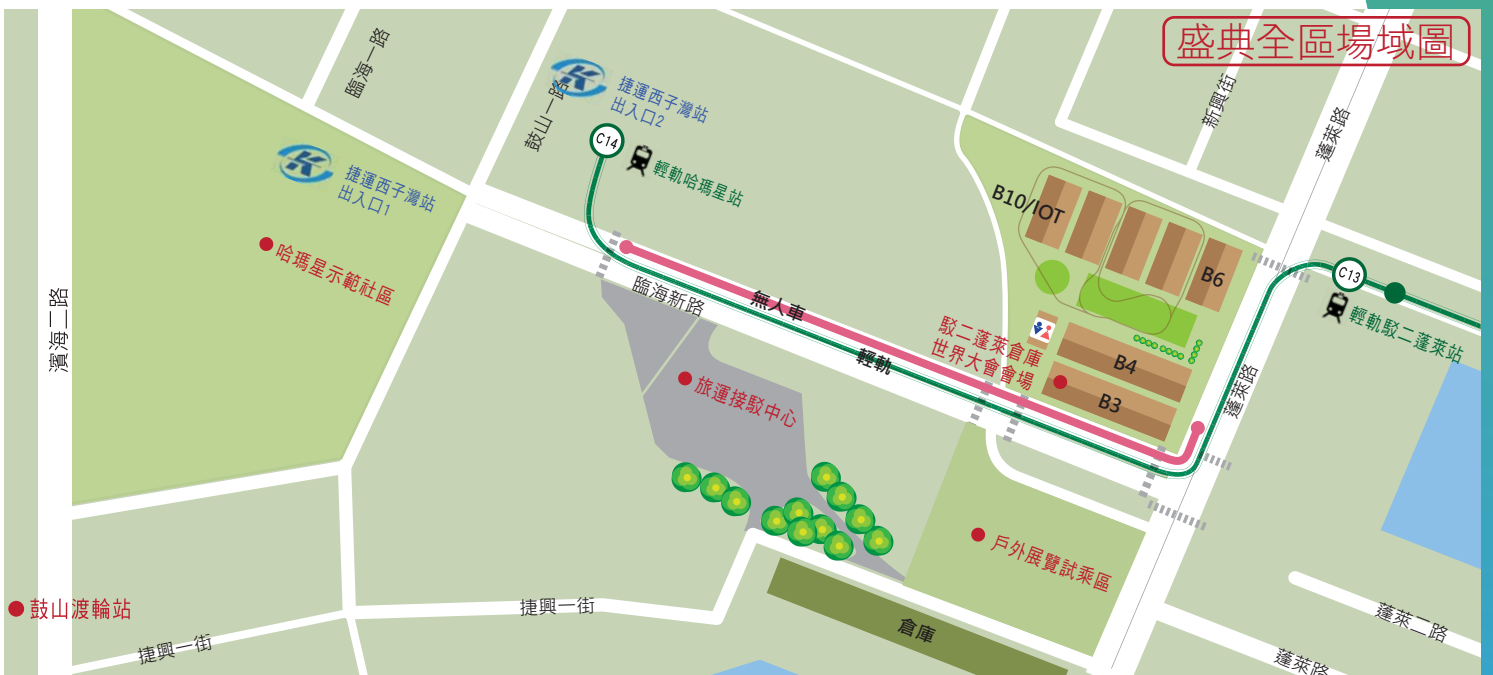 盛典全區場域圖
臨海一路
鼓山一路
捷運西子灣站
出入口2
新興街
蓬萊路
C14
輕軌哈瑪星站
捷運西子灣站
出入口1
B10/IOT
哈瑪星示範社區
B6
C13
輕軌駁二蓬萊站
濱海二路
臨海新路
無人車
輕軌
駁二蓬萊倉庫
世界大會會場
B4
B3
蓬萊路
旅運接駁中心
戶外展覽試乘區
鼓山渡輪站
捷興一街
捷興一街
倉庫
蓬萊二路
蓬萊路